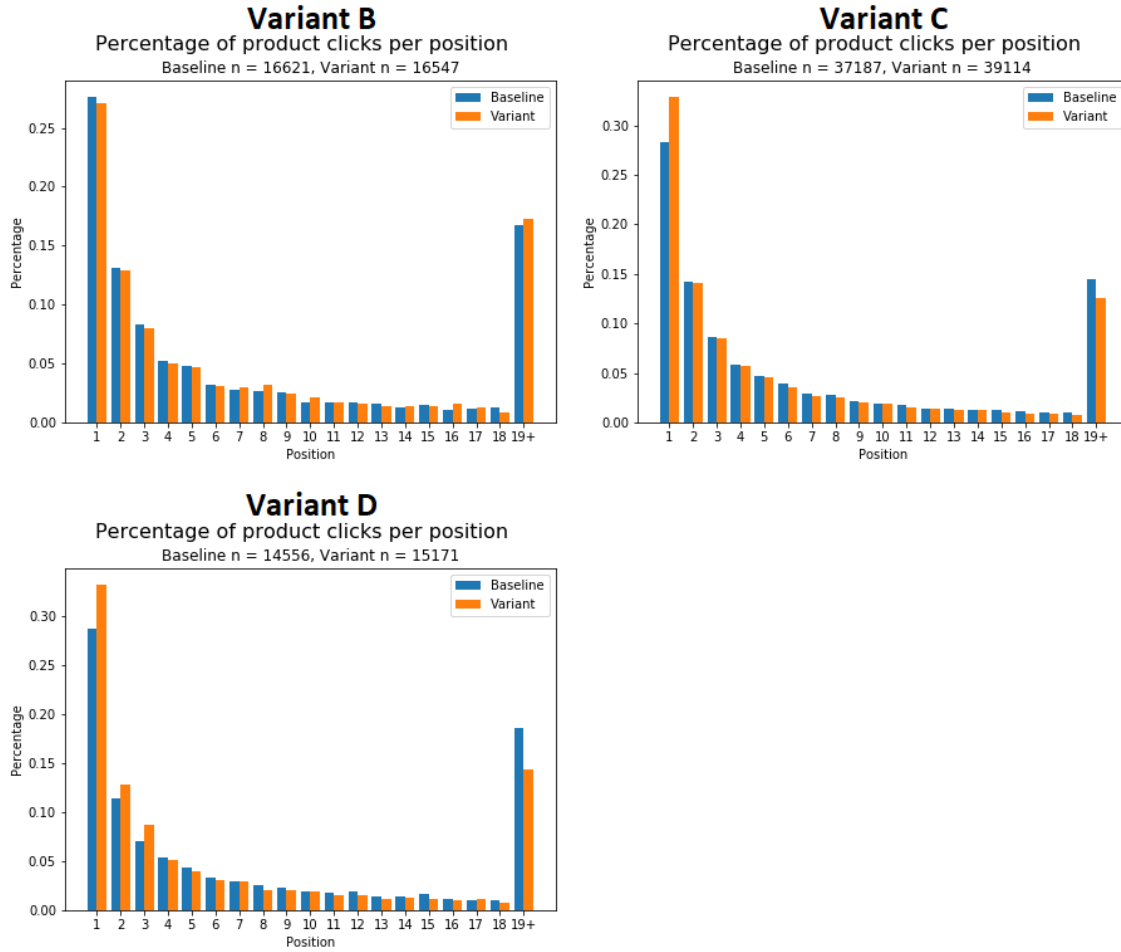 Variant B
Percentage of product clicks per position
Baseline n = 16621, Variant n = 16547
Baseline
Variant
0.25
0.20
0.15
0.10
0.05
0.00
Percentage
1 2 3 4 5 6 7 8 9 10 11 12 13 14 15 16 17 18 19+
Position
Variant C
Percentage of product clicks per position
Baseline n = 37187, Variant n = 39114
Baseline
Variant
0.30
0.25
0.20
0.15
0.10
0.05
0.00
Percentage
1 2 3 4 5 6 7 8 9 10 11 12 13 14 15 16 17 18 19+
Position
Variant D
Percentage of product clicks per position
Baseline n = 14556, Variant n = 15171
Baseline
Variant
0.30
0.25
0.20
0.15
0.10
0.05
0.00
Percentage
1 2 3 4 5 6 7 8 9 10 11 12 13 14 15 16 17 18 19+
Position